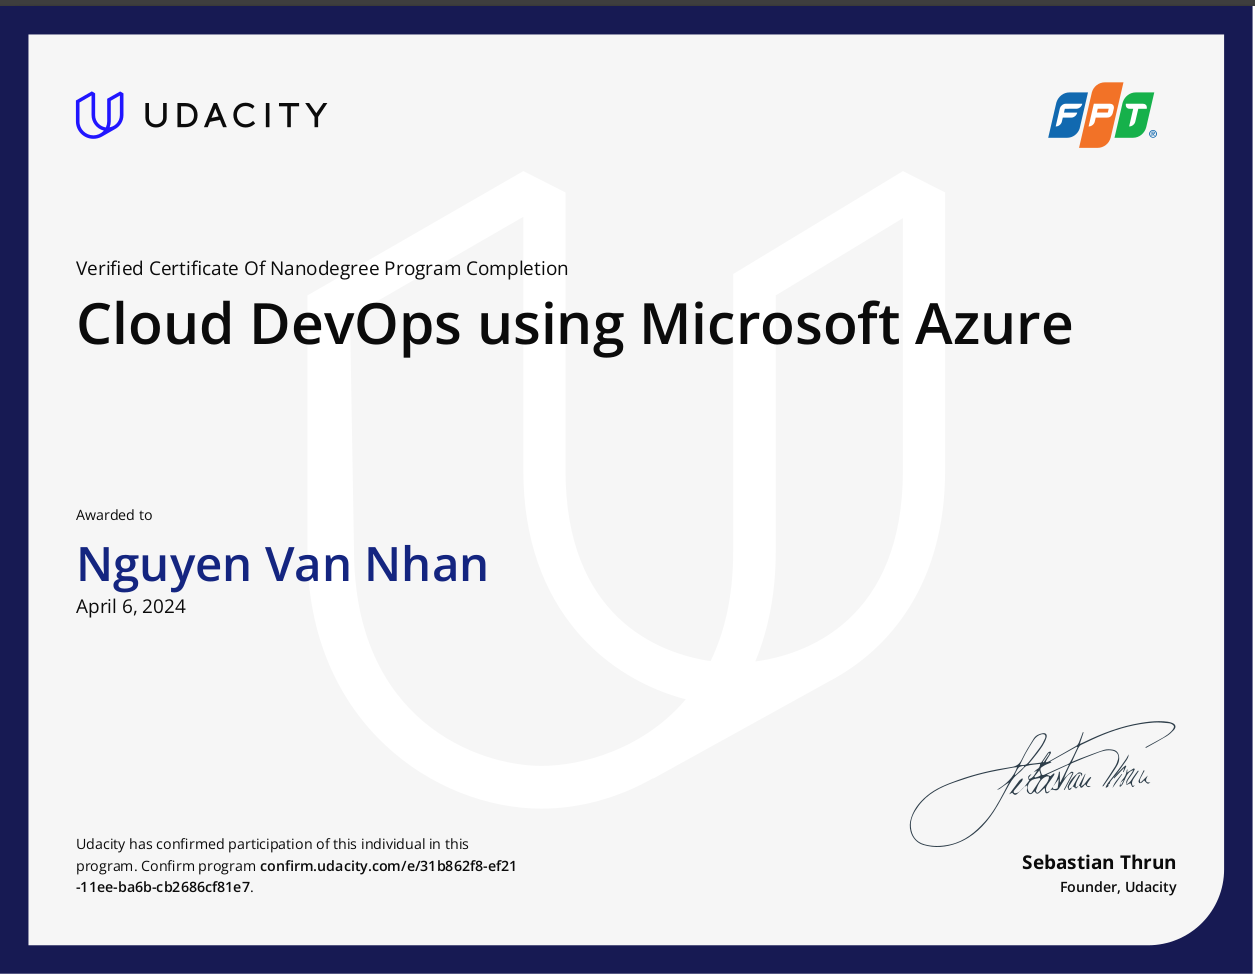 UDACITY
FPT®
Verified Certificate Of Nanodegree Program Completion
Cloud DevOps using Microsoft Azure
Awarded to
Nguyen Van Nhan
April 6, 2024
Sebastian Thrun
Udacity has confirmed participation of this individual in this
program. Confirm program confirm.udacity.com/e/31b862f8-ef21
-11ee-ba6b-cb2686cf81e7.
Sebastian Thrun
Founder, Udacity